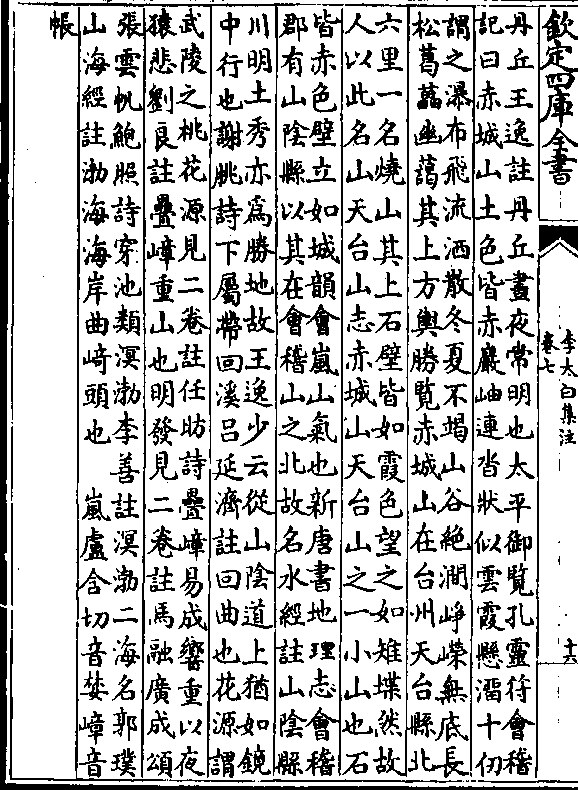 欽定四庫全書
李太白集注
卷七
十六
丹丘王逸註丹丘晝夜常明也太平御覽孔靈符會稽
記曰赤城山土色皆赤巖岫連沓狀似雲霞懸霤十仞
謂之瀑布飛流洒散冬夏不竭山谷絶澗崢嶸無底長
松葛藟幽藹其上方輿勝覽赤城山在台州天台縣北
六里一名燒山其上石壁皆如霞色望之如雉堞然故
人以此名山天台山志赤城山天台山之一小山也石
皆赤色壁立如城韻會嵐山氣也新唐書地理志會稽
郡有山陰縣以其在會稽山之北故名水經註山陰縣
川明土秀亦為勝地故王逸少云從山陰道上猶如鏡
中行也謝朓詩下屬帶回溪吕延濟註回曲也花源謂
武陵之桃花源見二卷註任昉詩疊嶂易成響重以夜
猿悲劉良註疊嶂重山也明發見二卷註馬融廣成頌
張雲帆鮑照詩穿池類溟渤李善註溟渤二海名郭璞
山海經註渤海海岸曲崎頭也　嵐盧含切音婪嶂音
帳